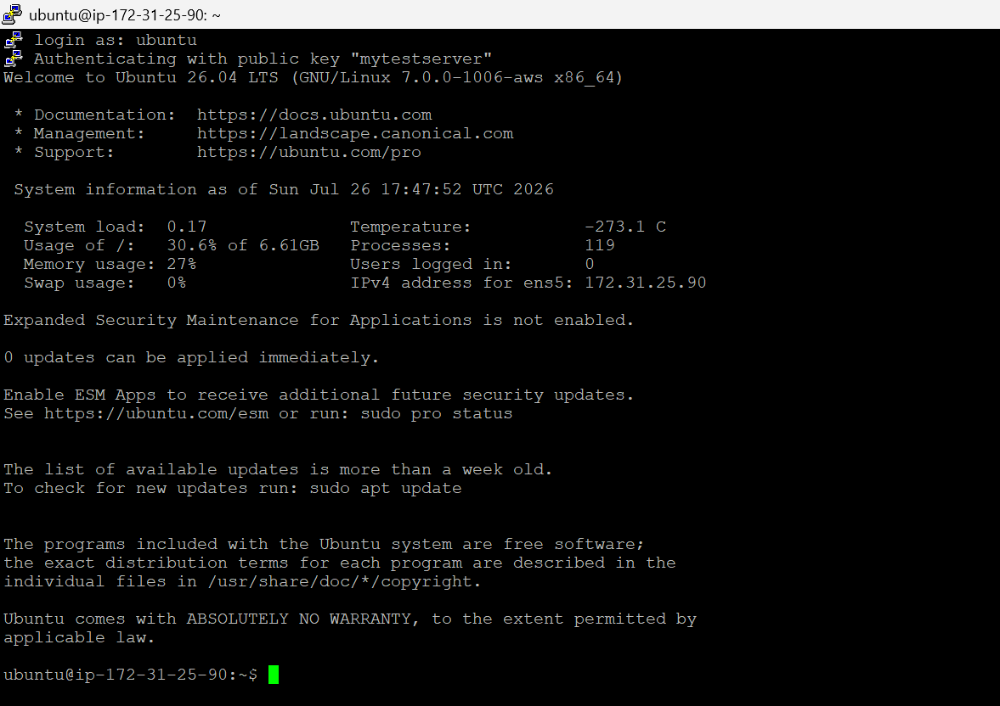 ubuntu@ip-172-31-25-90: ~
login as: ubuntu
Authenticating with public key "mytestserver"
Welcome to Ubuntu 26.04 LTS (GNU/Linux 7.0.0-1006-aws x86_64)
* Documentation:  https://docs.ubuntu.com
* Management:     https://landscape.canonical.com
* Support:        https://ubuntu.com/pro
System information as of Sun Jul 26 17:47:52 UTC 2026
System load:  0.17              Temperature:           -273.1 C
Usage of /:   30.6% of 6.61GB   Processes:             119
Memory usage: 27%               Users logged in:       0
Swap usage:   0%                IPv4 address for ens5: 172.31.25.90
Expanded Security Maintenance for Applications is not enabled.
0 updates can be applied immediately.
Enable ESM Apps to receive additional future security updates.
See https://ubuntu.com/esm or run: sudo pro status
The list of available updates is more than a week old.
To check for new updates run: sudo apt update
The programs included with the Ubuntu system are free software;
the exact distribution terms for each program are described in the
individual files in /usr/share/doc/*/copyright.
Ubuntu comes with ABSOLUTELY NO WARRANTY, to the extent permitted by
applicable law.
ubuntu@ip-172-31-25-90:~$